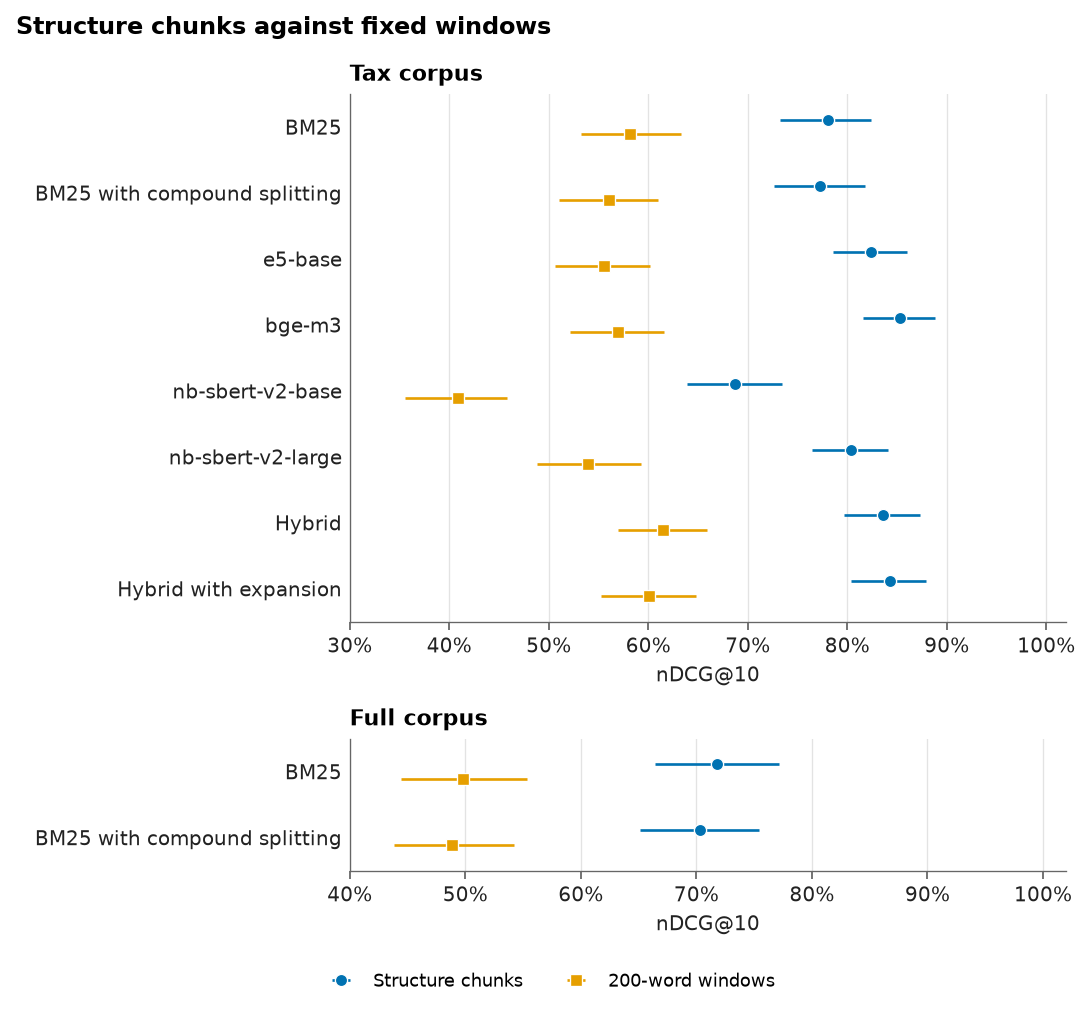 Structure chunks against fixed windows
Tax corpus
BM25
BM25 with compound splitting
e5-base
bge-m3
nb-sbert-v2-base
nb-sbert-v2-large
Hybrid
Hybrid with expansion
30% 40% 50% 60% 70% 80% 90% 100%
nDCG@10
Full corpus
BM25
BM25 with compound splitting
40% 50% 60% 70% 80% 90% 100%
nDCG@10
Structure chunks 200-word windows